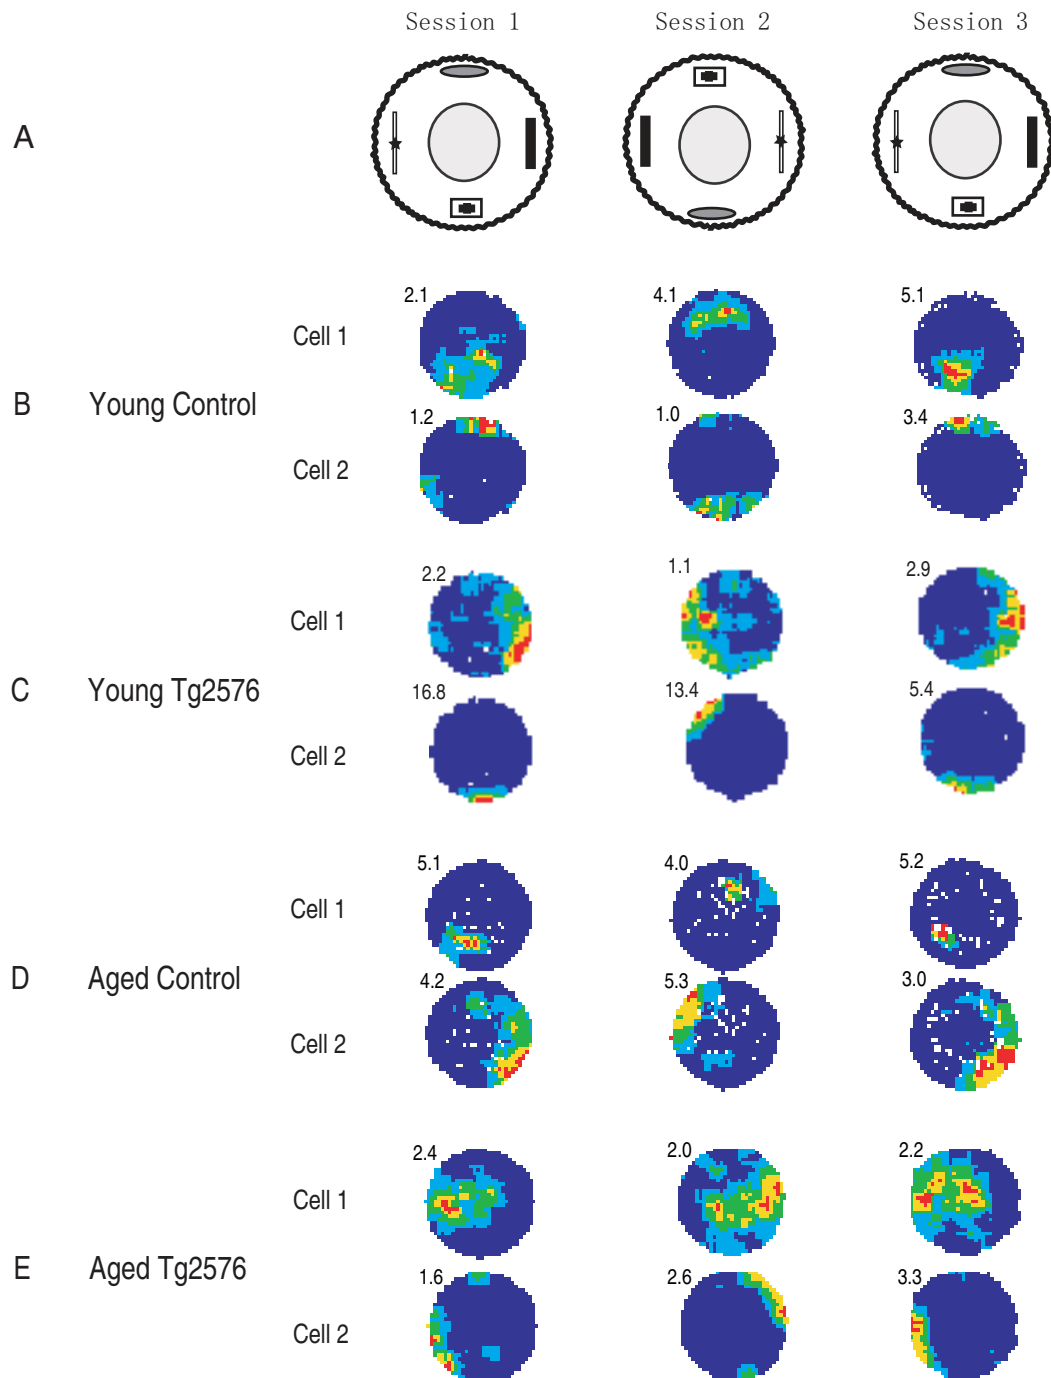 Session 1 Session 2 Session 3
A
2.1 4.1 5.1
Cell 1
B Young Control
1.2 1.0 3.4
Cell 2
2.2 1.1 2.9
Cell 1
C Young Tg2576
16.8 13.4 5.4
Cell 2
5.1 4.0 5.2
Cell 1
D Aged Control
4.2 5.3 3.0
Cell 2
2.4 2.0 2.2
Cell 1
E Aged Tg2576
1.6 2.6 3.3
Cell 2